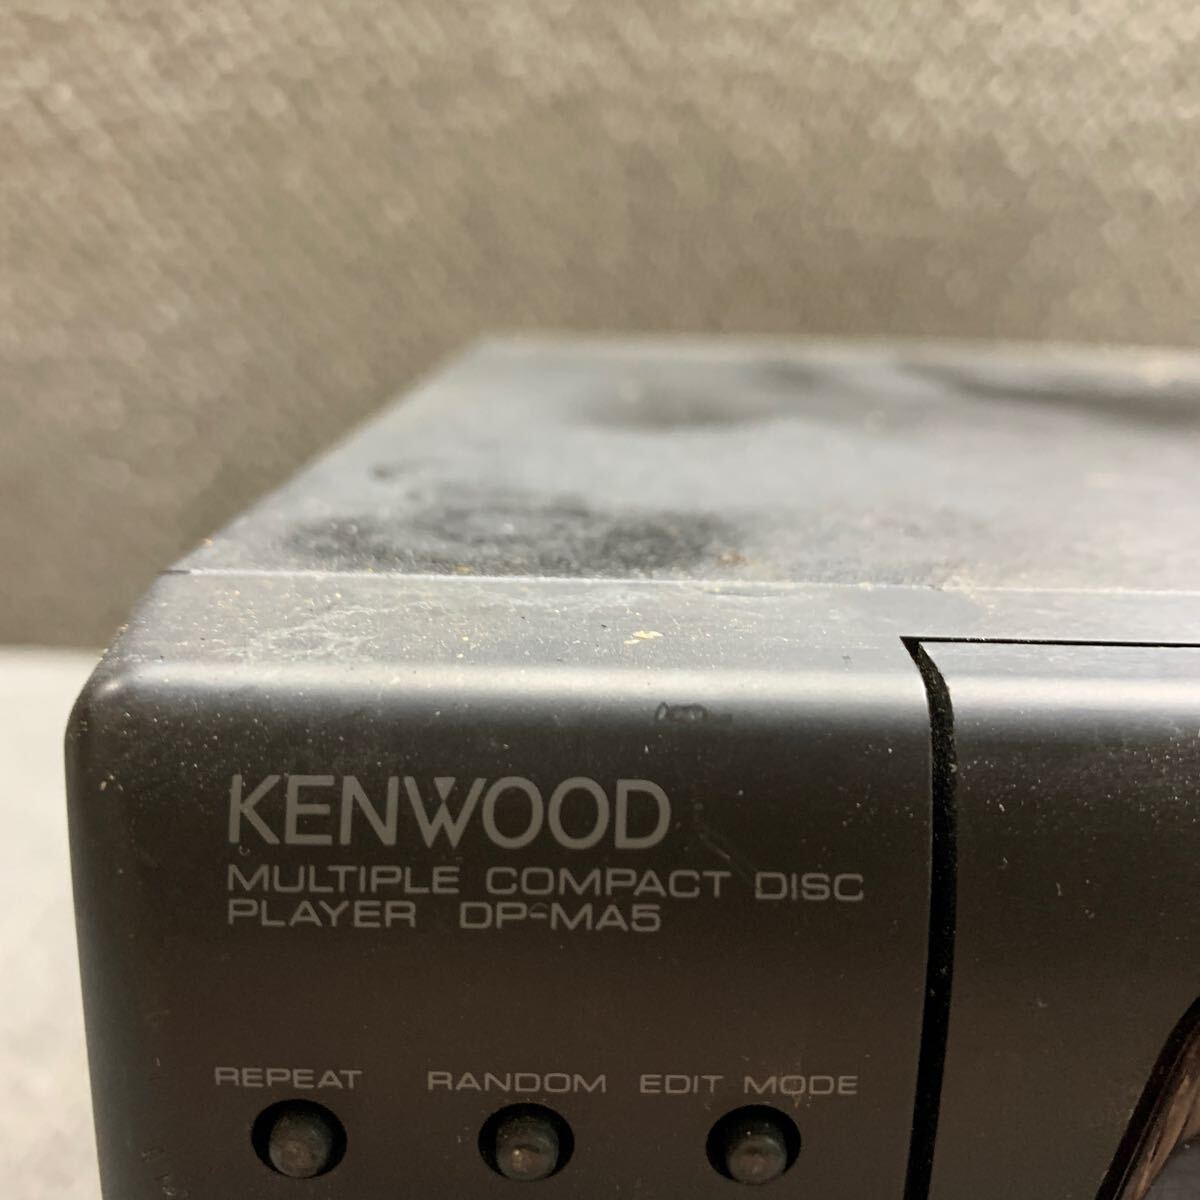 KENWOOD
MULTIPLE COMPACT DISC
PLAYER DP-MA5
REPEAT RANDOM EDIT MODE